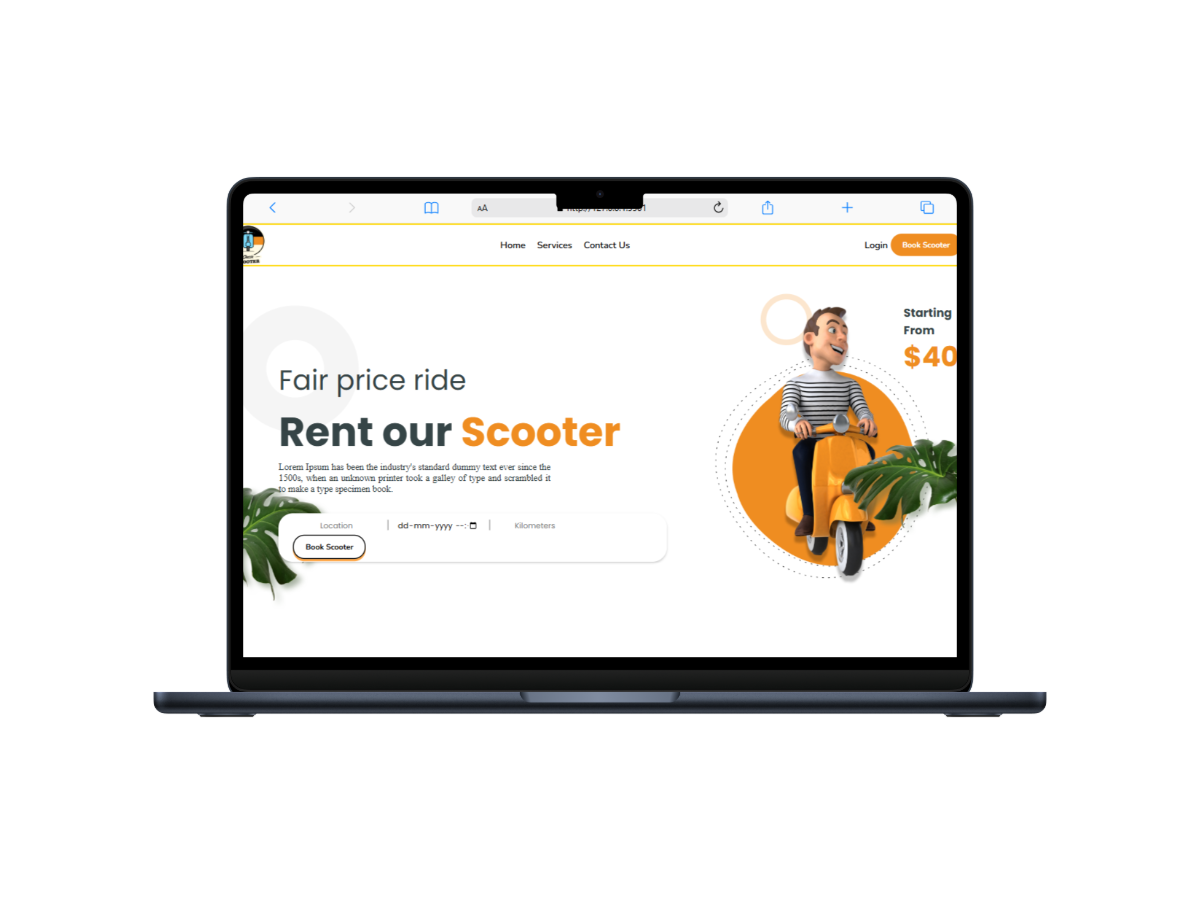 AA
Home Services Contact Us
Login Book Scooter
Starting
From
$40
Fair price ride
Rent our Scooter
Lorem Ipsum has been the industry's standard dummy text ever since the
1500s, when an unknown printer took a galley of type and scrambled it
to make a type specimen book.
Location | dd-mm-yyyy --: | Kilometers
Book Scooter